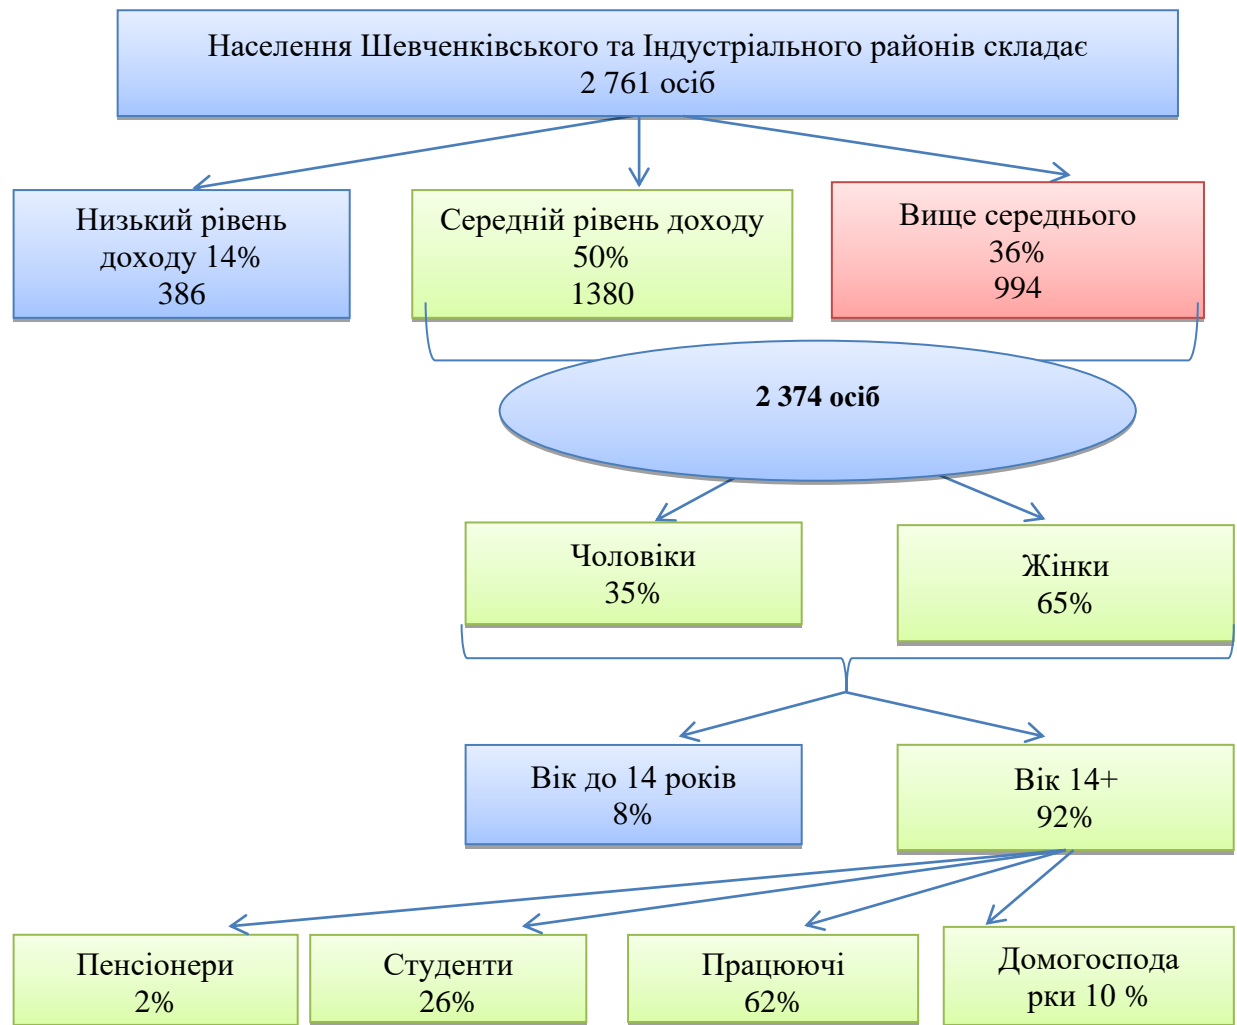 Населення Шевченківського та Індустріального районів складає
2 761 осіб
Низький рівень
доходу 14%
386
Середній рівень доходу
50%
1380
Вище середнього
36%
994
2 374 осіб
Чоловіки
35%
Жінки
65%
Вік до 14 років
8%
Вік 14+
92%
Пенсіонери
2%
Студенти
26%
Працюючі
62%
Домогоспода
рки 10 %